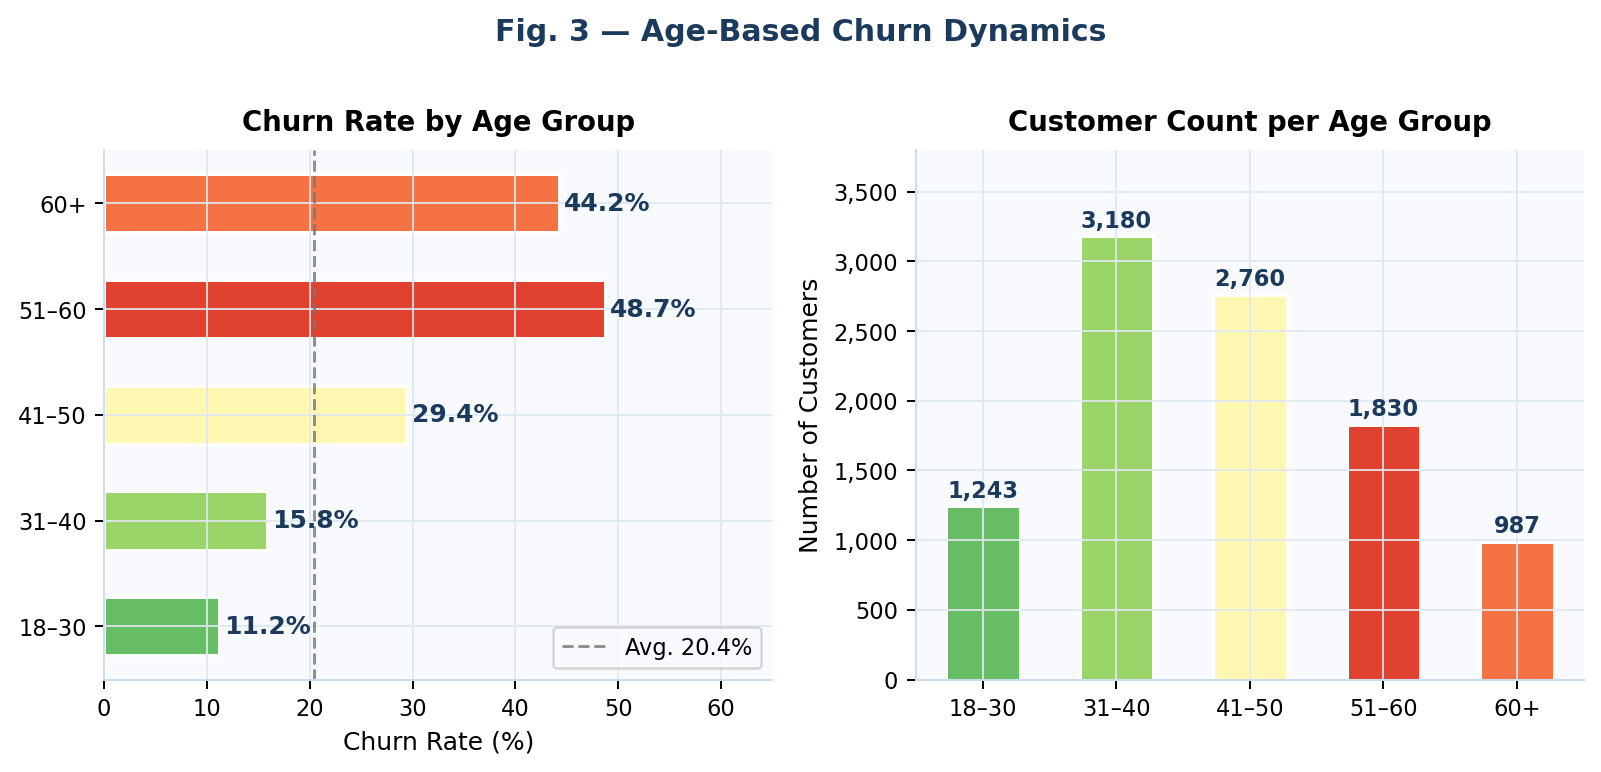 Fig. 3 — Age-Based Churn Dynamics
Churn Rate by Age Group
60+
44.2%
51–60
48.7%
41–50
29.4%
31–40
15.8%
18–30
11.2%
Avg. 20.4%
0 10 20 30 40 50 60
Churn Rate (%)
Customer Count per Age Group
Number of Customers
3,500
3,000
2,500
2,000
1,500
1,000
500
0
1,243
3,180
2,760
1,830
987
18–30 31–40 41–50 51–60 60+